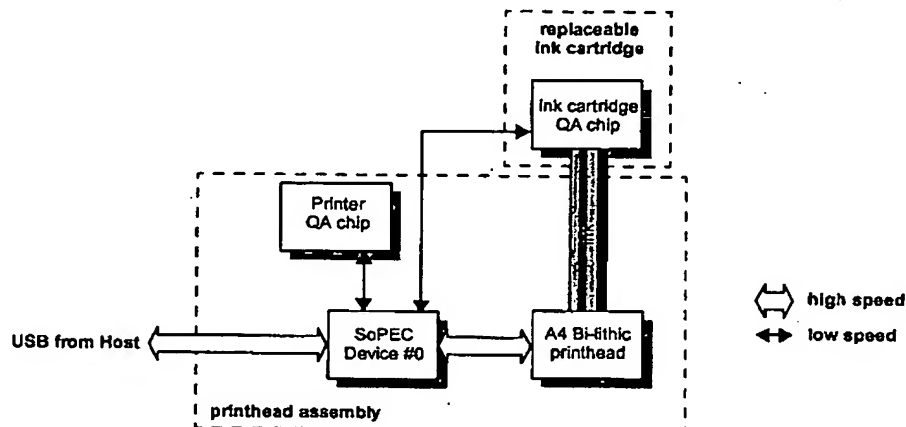 replaceable
ink cartridge
ink cartridge
QA chip
Printer
QA chip
ink
high speed
low speed
USB from Host
SoPEC
Device #0
A4 Bi-lithic
printhead
printhead assembly